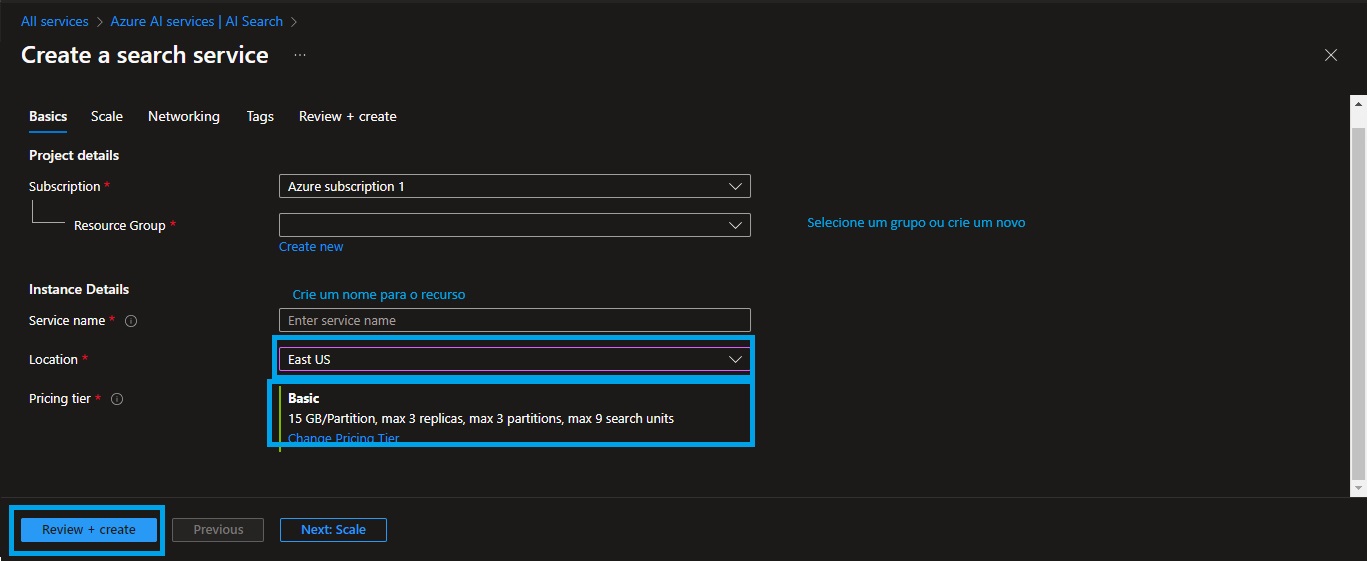 All services > Azure AI services | AI Search >
Create a search service ...
Basics Scale Networking Tags Review + create
Project details
Subscription * Azure subscription 1
Resource Group * Selecione um grupo ou crie um novo
Create new
Instance Details
Crie um nome para o recurso
Service name * Enter service name
Location * East US
Pricing tier * Basic
15 GB/Partition, max 3 replicas, max 3 partitions, max 9 search units
Change Pricing Tier
Review + create Previous Next: Scale